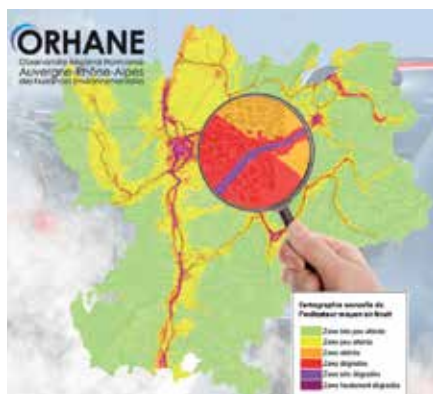 ORHANE
Observatoire Régional Harmonisé
Auvergne-Rhône-Alpes
des Nuisances Environnementales
Cartographie annuelle de
l'indicateur moyen en Bruit
Zone très peu altérée
Zone peu altérée
Zone altérée
Zone dégradée
Zone très dégradée
Zone hautement dégradée